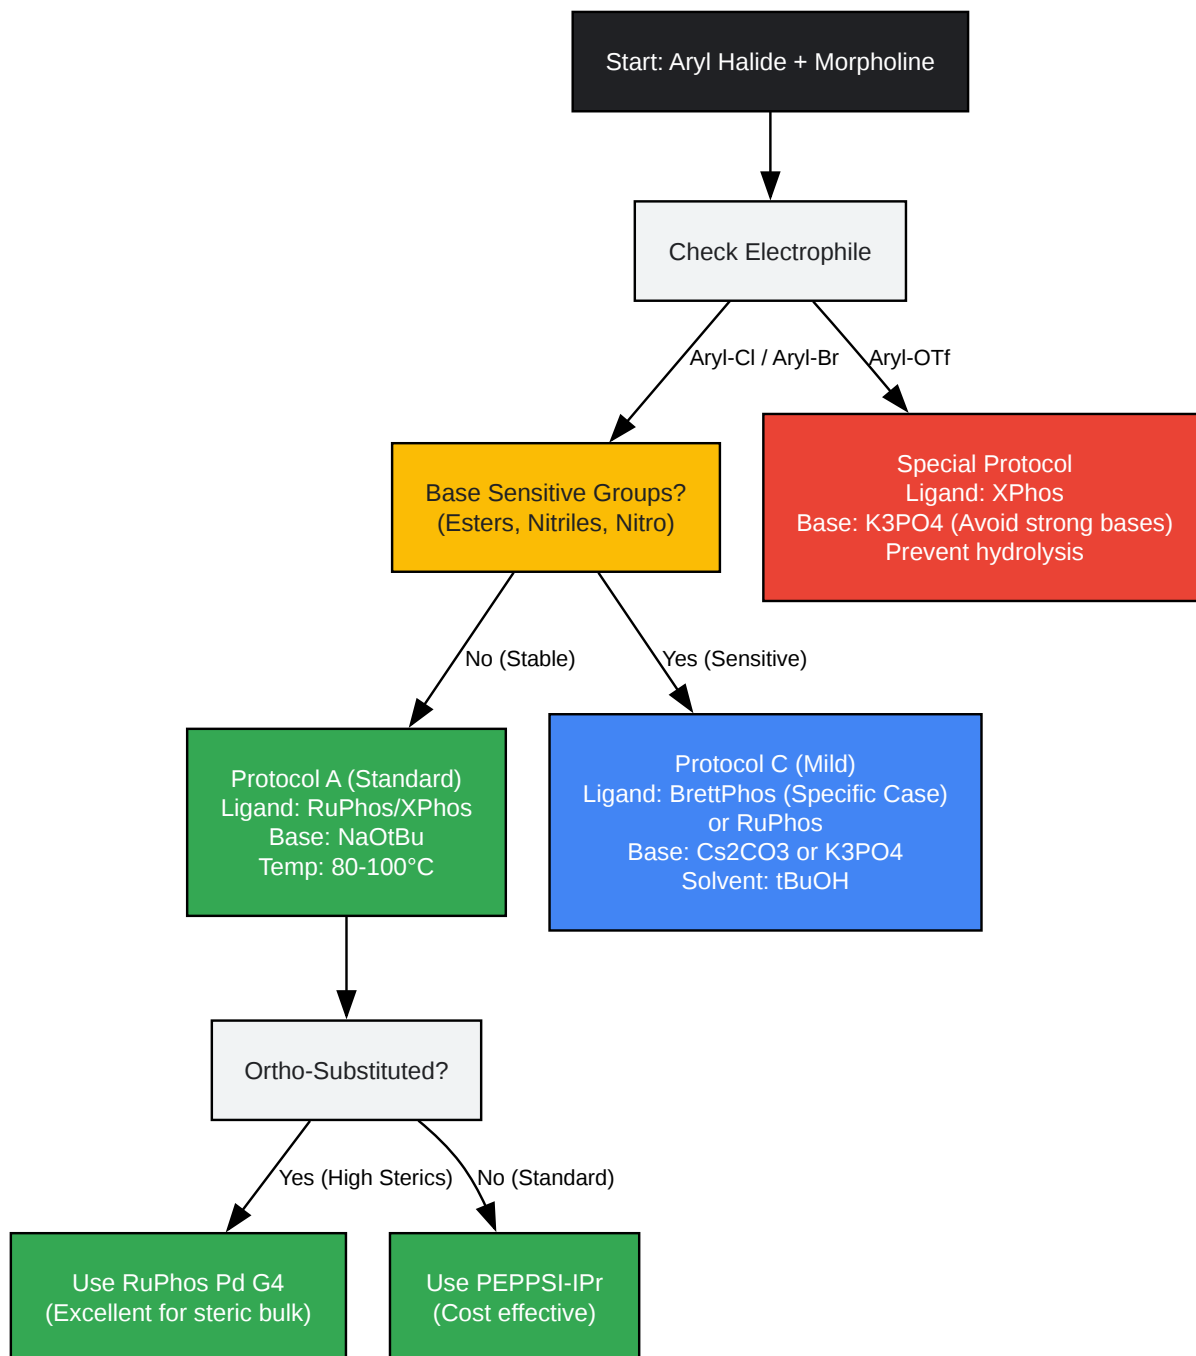 Start: Aryl Halide + Morpholine
Check Electrophile
Aryl-Cl / Aryl-Br
Aryl-OTf
Base Sensitive Groups?
(Esters, Nitriles, Nitro)
Special Protocol
Ligand: XPhos
Base: K3PO4 (Avoid strong bases)
Prevent hydrolysis
No (Stable)
Yes (Sensitive)
Protocol A (Standard)
Ligand: RuPhos/XPhos
Base: NaOtBu
Temp: 80-100°C
Protocol C (Mild)
Ligand: BrettPhos (Specific Case)
or RuPhos
Base: Cs2CO3 or K3PO4
Solvent: tBuOH
Ortho-Substituted?
Yes (High Sterics)
No (Standard)
Use RuPhos Pd G4
(Excellent for steric bulk)
Use PEPPSI-IPr
(Cost effective)